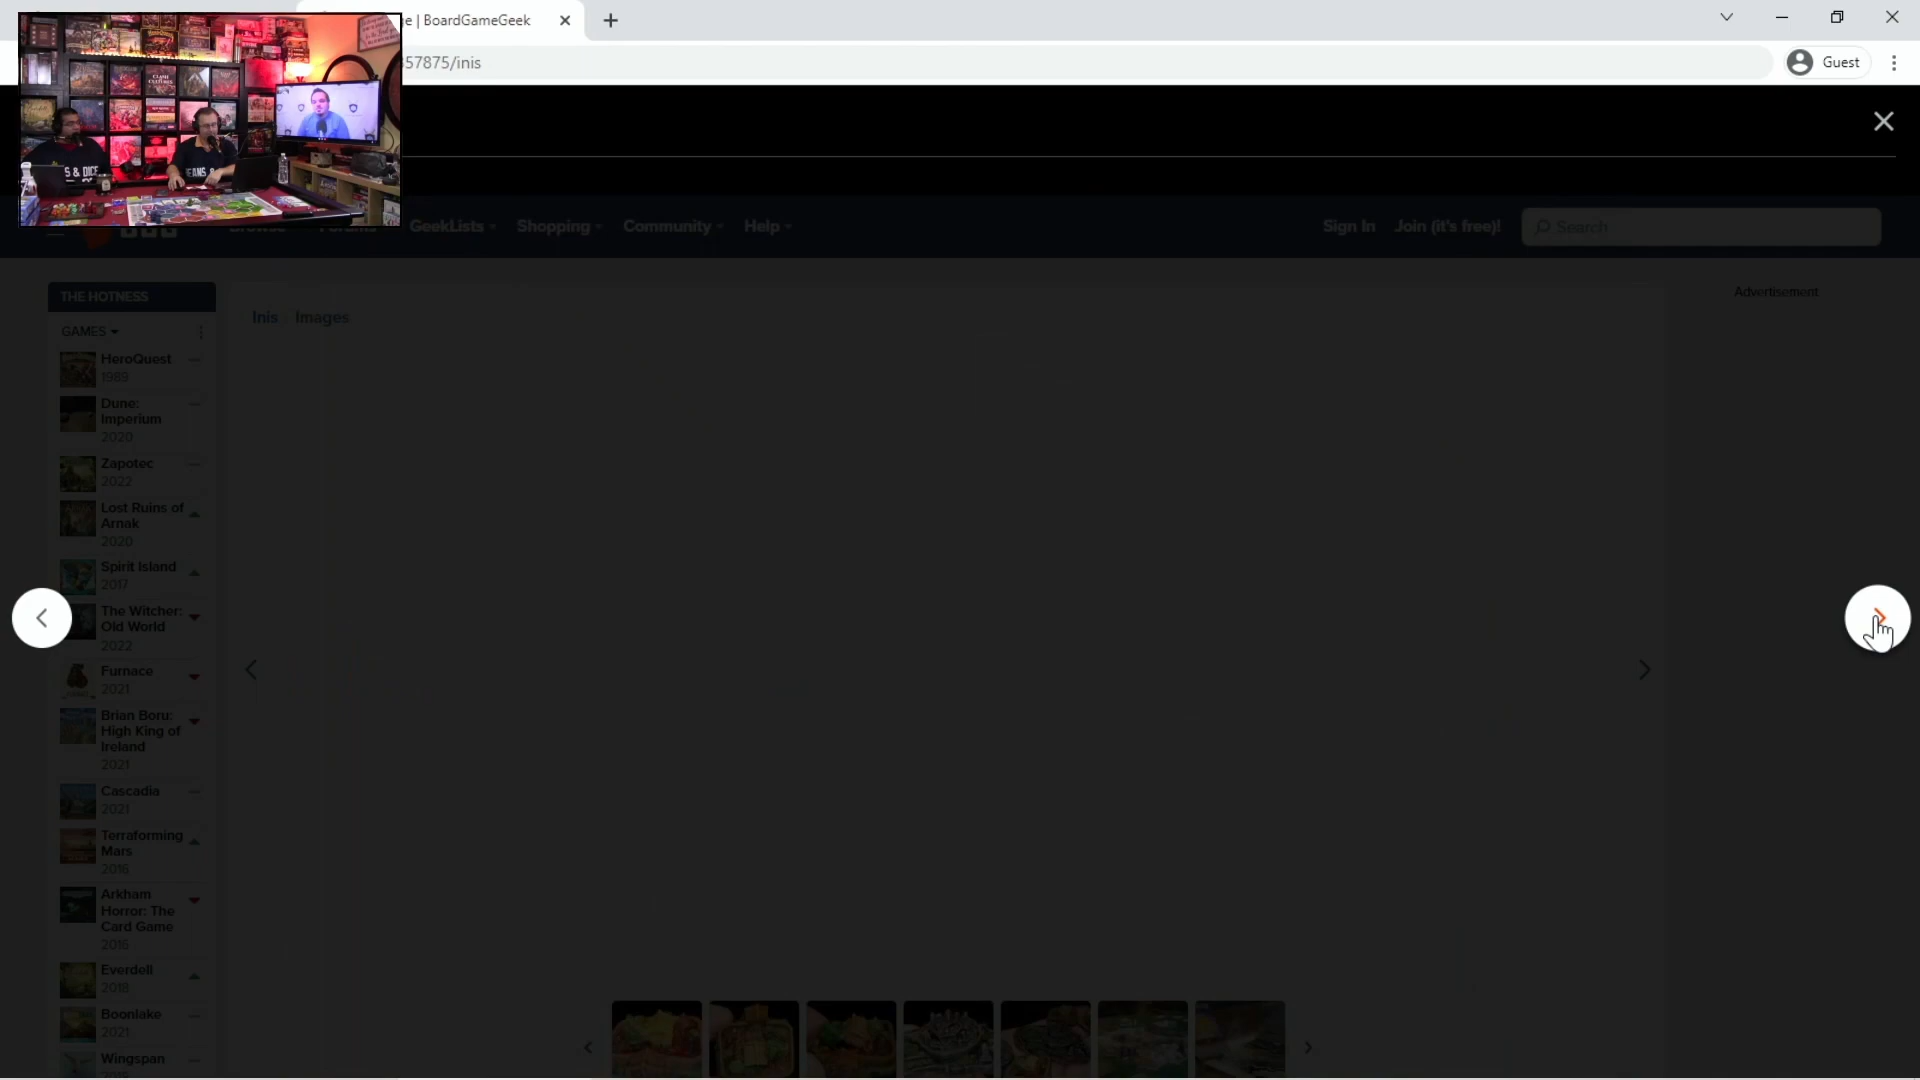 ge | BoardGameGeek
57875/inis
Guest
GeekLists
Shopping
Community
Help
Sign In
Join (it's free)!
Search
THE HOTNESS
GAMES
HeroQuest
1989
Dune:
Imperium
2020
Zapotec
2022
Lost Ruins of
Arnak
2020
Spirit Island
2017
The Witcher:
Old World
2022
Furnace
2021
Brian Boru:
High King of
Ireland
2021
Cascadia
2021
Terraforming
Mars
2016
Arkham
Horror: The
Card Game
2016
Everdell
2018
Boonlake
2021
Wingspan
Inis
Images
Advertisement